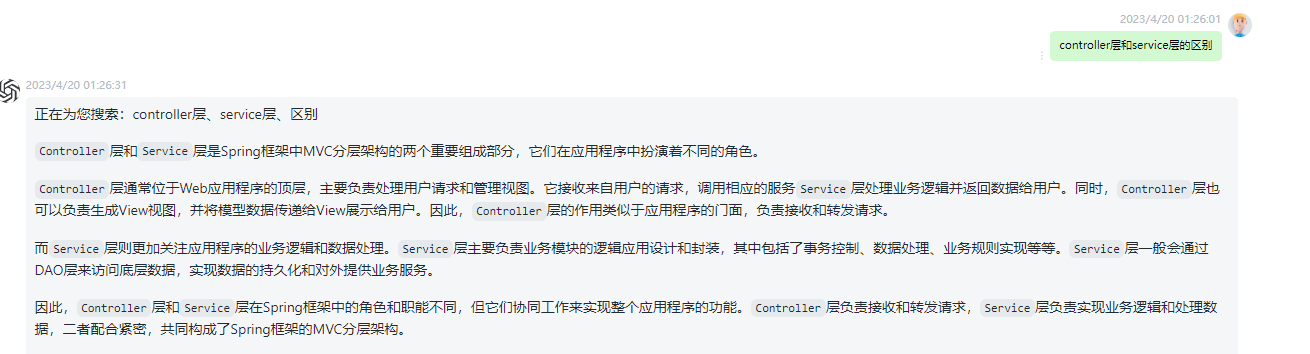 2023/4/20 01:26:01
controller层和service层的区别
2023/4/20 01:26:31
正在为您搜索：controller层、service层、区别
Controller 层和 Service 层是Spring框架中MVC分层架构的两个重要组成部分，它们在应用程序中扮演着不同的角色。
Controller 层通常位于Web应用程序的顶层，主要负责处理用户请求和管理视图。它接收来自用户的请求，调用相应的服务 Service 层处理业务逻辑并返回数据给用户。同时， Controller 层也
可以负责生成View视图，并将模型数据传递给View展示给用户。因此， Controller 层的作用类似于应用程序的门面，负责接收和转发请求。
而 Service 层则更加关注应用程序的业务逻辑和数据处理。 Service 层主要负责业务模块的逻辑应用设计和封装，其中包括了事务控制、数据处理、业务规则实现等等。 Service 层一般会通过
DAO层来访问底层数据，实现数据的持久化和对外提供业务服务。
因此， Controller 层和 Service 层在Spring框架中的角色和职能不同，但它们协同工作来实现整个应用程序的功能。 Controller 层负责接收和转发请求， Service 层负责实现业务逻辑和处理数
据，二者配合紧密，共同构成了Spring框架的MVC分层架构。